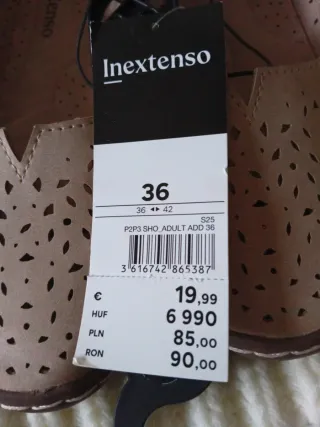 Inextenso
36
36 ◄► 42
S25
P2P3 SHO_ADULT ADD 36
3 616742 865387
€ 19,99
HUF 6 990
PLN 85,00
RON 90,00